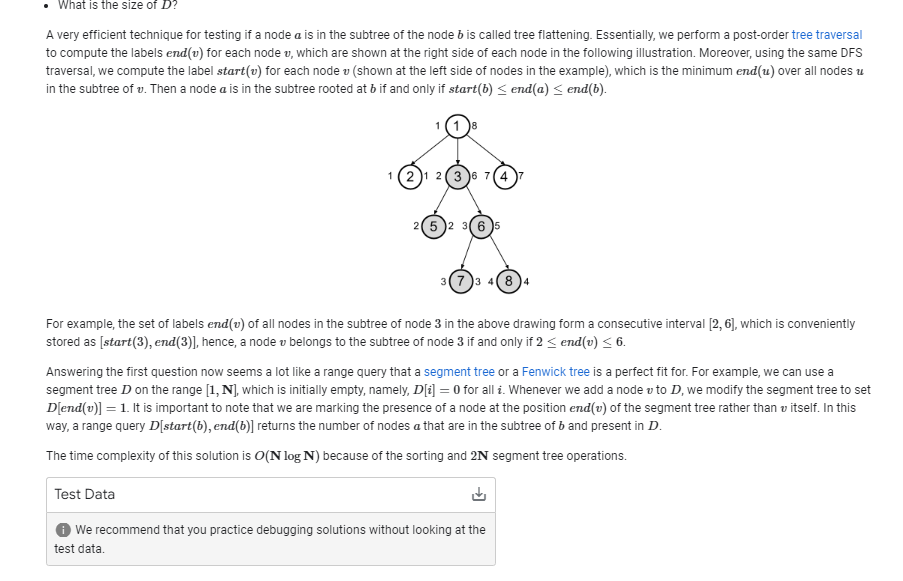 • What is the size of D?
A very efficient technique for testing if a node a is in the subtree of the node b is called tree flattening. Essentially, we perform a post-order tree traversal
to compute the labels end(v) for each node v, which are shown at the right side of each node in the following illustration. Moreover, using the same DFS
traversal, we compute the label start(v) for each node v (shown at the left side of nodes in the example), which is the minimum end(u) over all nodes u
in the subtree of v. Then a node a is in the subtree rooted at b if and only if start(b) ≤ end(a) ≤ end(b).
1 1 8
1 2 1 2 3 6 7 4 7
2 5 2 3 6 5
3 7 3 4 8 4
For example, the set of labels end(v) of all nodes in the subtree of node 3 in the above drawing form a consecutive interval [2, 6], which is conveniently
stored as [start(3), end(3)], hence, a node v belongs to the subtree of node 3 if and only if 2 ≤ end(v) ≤ 6.
Answering the first question now seems a lot like a range query that a segment tree or a Fenwick tree is a perfect fit for. For example, we can use a
segment tree D on the range [1, N], which is initially empty, namely, D[i] = 0 for all i. Whenever we add a node v to D, we modify the segment tree to set
D[end(v)] = 1. It is important to note that we are marking the presence of a node at the position end(v) of the segment tree rather than v itself. In this
way, a range query D[start(b), end(b)] returns the number of nodes a that are in the subtree of b and present in D.
The time complexity of this solution is O(N log N) because of the sorting and 2N segment tree operations.
Test Data
We recommend that you practice debugging solutions without looking at the
test data.